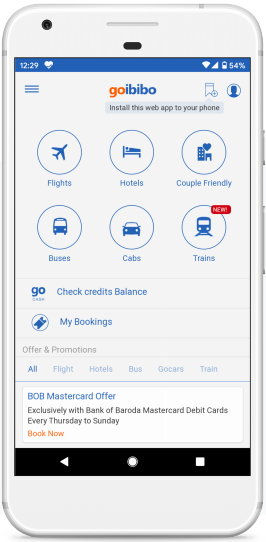 12:29 54%
goibibo
Install this web app to your phone
Flights Hotels Couple Friendly
NEW!
Buses Cabs Trains
go CASH Check credits Balance
My Bookings
Offer & Promotions
All Flight Hotels Bus Gocars Train
BOB Mastercard Offer
Exclusively with Bank of Baroda Mastercard Debit Cards
Every Thursday to Sunday
Book Now